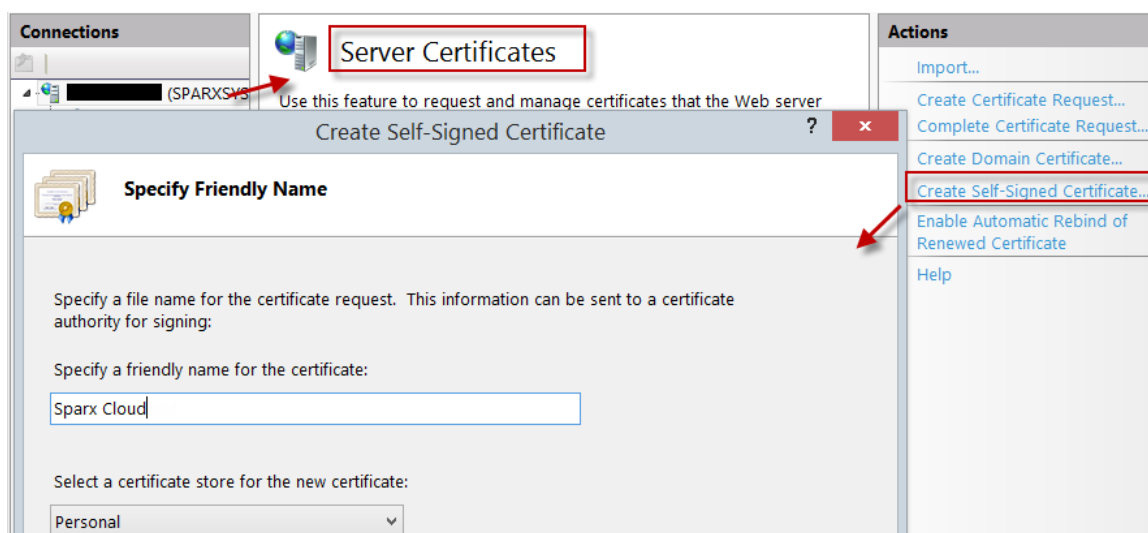 Connections
(SPARXSYS
Server Certificates
Use this feature to request and manage certificates that the Web server
Actions
Import...
Create Certificate Request...
Complete Certificate Request...
Create Domain Certificate...
Create Self-Signed Certificate...
Enable Automatic Rebind of
Renewed Certificate
Help
Create Self-Signed Certificate
?
x
Specify Friendly Name
Specify a file name for the certificate request.  This information can be sent to a certificate
authority for signing:
Specify a friendly name for the certificate:
Sparx Cloud
Select a certificate store for the new certificate:
Personal